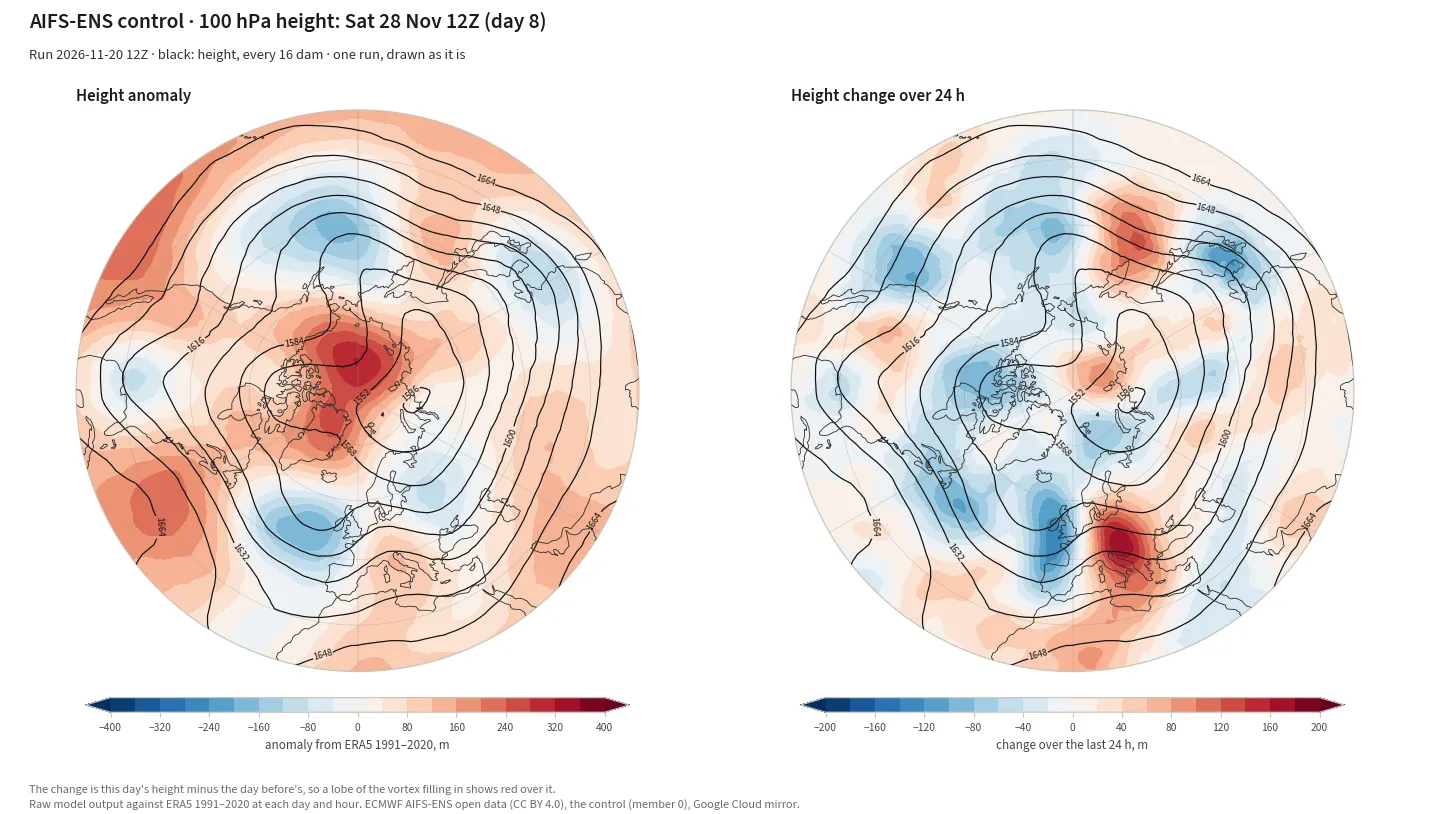 AIFS-ENS control · 100 hPa height: Sat 28 Nov 12Z (day 8)
Run 2026-11-20 12Z · black: height, every 16 dam · one run, drawn as it is
Height anomaly
1664
1648
1616
1584
1552
1536
1568
1600
1664
1632
1664
1648
−400 −320 −240 −160 −80 0 80 160 240 320 400
anomaly from ERA5 1991–2020, m
Height change over 24 h
1664
1648
1616
1584
1552
1536
1568
1600
1664
1632
1664
1648
−200 −160 −120 −80 −40 0 40 80 120 160 200
change over the last 24 h, m
The change is this day's height minus the day before's, so a lobe of the vortex filling in shows red over it.
Raw model output against ERA5 1991–2020 at each day and hour. ECMWF AIFS-ENS open data (CC BY 4.0), the control (member 0), Google Cloud mirror.